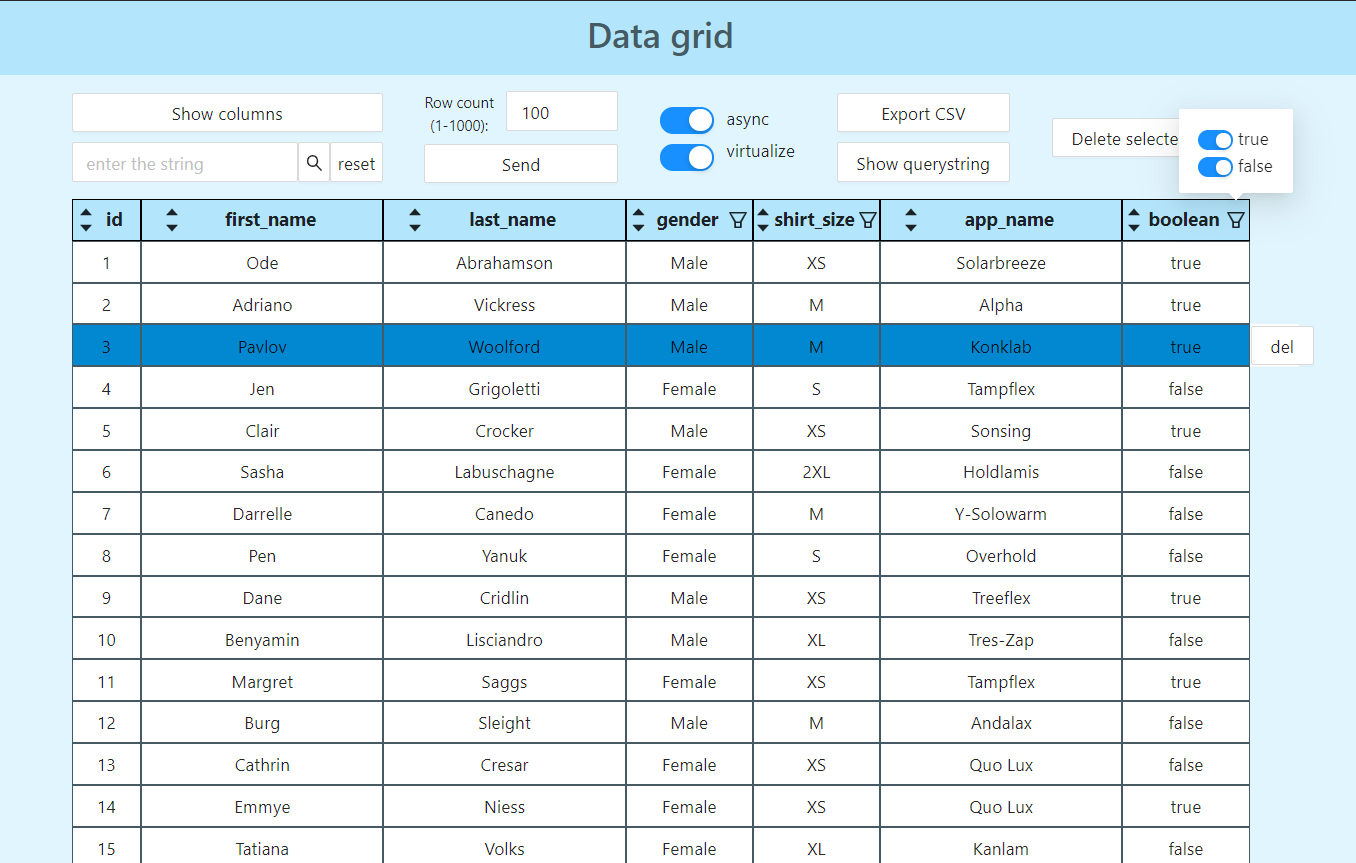 Data grid
Show columns
Row count
(1-1000):
100
async
virtualize
Export CSV
Delete selecte
true
false
enter the string
reset
Send
Show querystring
id first_name last_name gender shirt_size app_name boolean
1 Ode Abrahamson Male XS Solarbreeze true
2 Adriano Vickress Male M Alpha true
3 Pavlov Woolford Male M Konklab true del
4 Jen Grigoletti Female S Tampflex false
5 Clair Crocker Male XS Sonsing true
6 Sasha Labuschagne Female 2XL Holdlamis false
7 Darrelle Canedo Female M Y-Solowarm false
8 Pen Yanuk Female S Overhold false
9 Dane Cridlin Male XS Treeflex true
10 Benyamin Lisciandro Male XL Tres-Zap false
11 Margret Saggs Female XS Tampflex true
12 Burg Sleight Male M Andalax false
13 Cathrin Cresar Female XS Quo Lux false
14 Emmye Niess Female XS Quo Lux true
15 Tatiana Volks Female XL Kanlam false